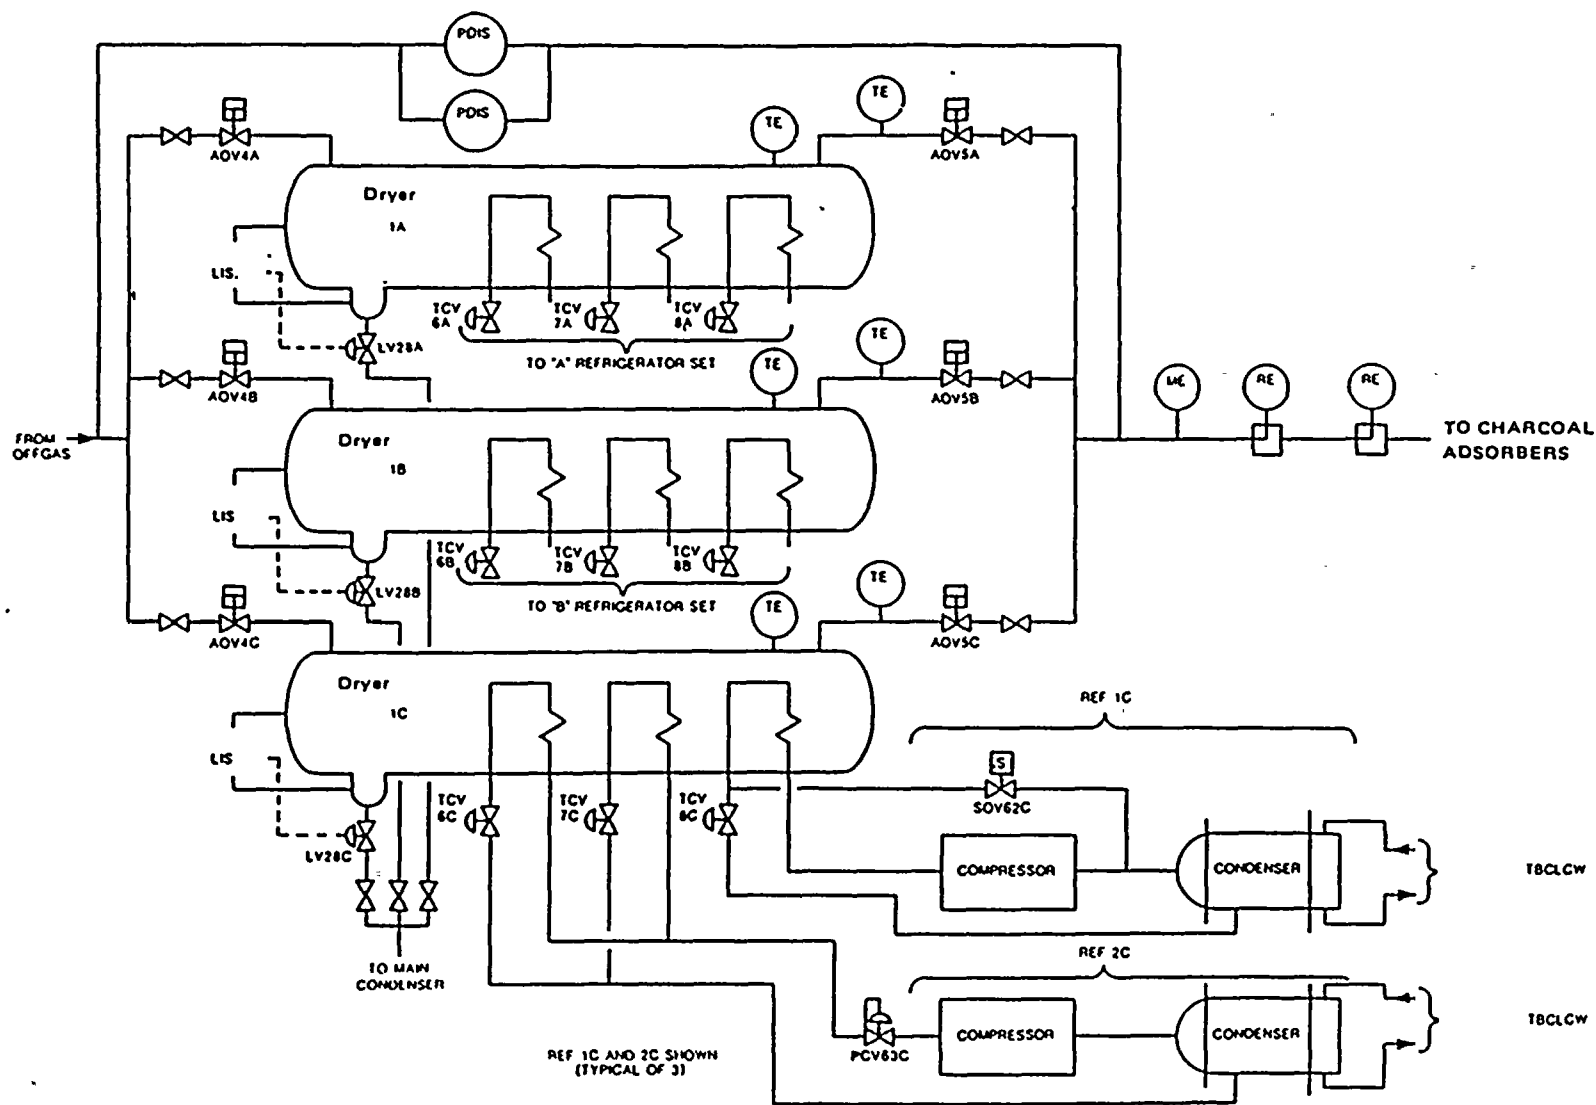 PDIS
PDIS
TE
TE
AOV4A
AOV5A
Dryer
1A
LIS.
TCV
6A
TCV
7A
TCV
8A
LV28A
TO "A" REFRIGERATOR SET
TE
TE
AOV4B
AOV5B
ME
RE
RE
FROM
OFFGAS
Dryer
1B
TO CHARCOAL
ADSORBERS
LIS
TCV
6B
TCV
7B
TCV
8B
LV28B
TO "B" REFRIGERATOR SET
TE
TE
AOV4C
AOV5C
Dryer
1C
REF 1C
LIS
S
SOV62C
TCV
6C
TCV
7C
TCV
8C
LV28C
COMPRESSOR
CONDENSER
TBCLCW
TO MAIN
CONDENSER
REF 2C
COMPRESSOR
CONDENSER
TBCLCW
PCV63C
REF 1C AND 2C SHOWN
(TYPICAL OF 3)